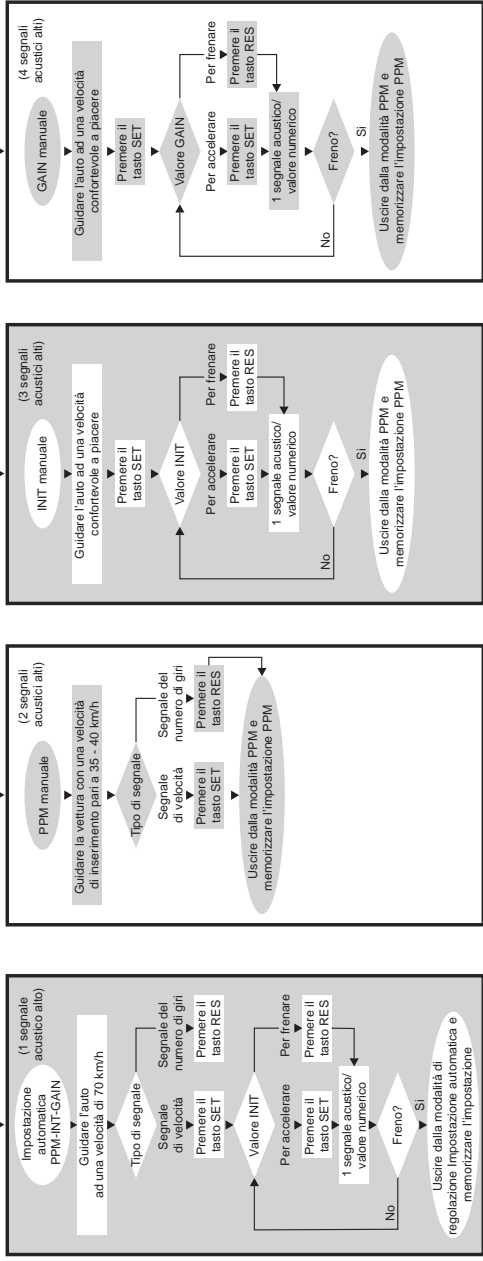 Impostazione
automatica
PPM-INT-GAIN
(1 segnale
acustico alto)
Guidare l'auto
ad una velocità di 70 km/h
Tipo di segnale
Segnale
di velocità
Segnale del
numero di giri
Premere il
tasto SET
Premere il
tasto RES
Valore INIT
Per accelerare
Per frenare
Premere il
tasto SET
Premere il
tasto RES
1 segnale acustico/
valore numerico
Freno?
No
Si
Uscire dalla modalità di
regolazione Impostazione automatica e
memorizzare l'impostazione
PPM manuale
(2 segnali
acustici alti)
Guidare la vettura con una velocità
di inserimento pari a 35 - 40 km/h
Tipo di segnale
Segnale
di velocità
Segnale del
numero di giri
Premere il
tasto SET
Premere il
tasto RES
Uscire dalla modalità PPM e
memorizzare l'impostazione PPM
INIT manuale
(3 segnali
acustici alti)
Guidare l'auto ad una velocità
confortevole a piacere
Premere il
tasto SET
Valore INIT
Per accelerare
Per frenare
Premere il
tasto SET
Premere il
tasto RES
1 segnale acustico/
valore numerico
Freno?
No
Si
Uscire dalla modalità PPM e
memorizzare l'impostazione PPM
GAIN manuale
(4 segnali
acustici alti)
Guidare l'auto ad una velocità
confortevole a piacere
Premere il
tasto SET
Valore GAIN
Per accelerare
Per frenare
Premere il
tasto SET
Premere il
tasto RES
1 segnale acustico/
valore numerico
Freno?
No
Si
Uscire dalla modalità PPM e
memorizzare l'impostazione PPM